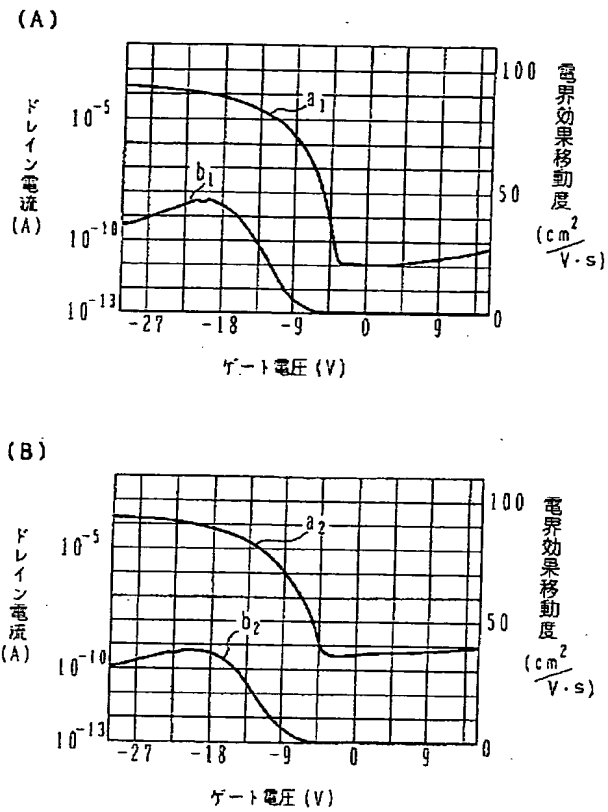 (A)
ドレイン電流
(A)
10⁻⁵
10⁻¹⁰
10⁻¹³
a₁
b₁
100
50
0
電界効果移動度
(cm²/V·s)
-27 -18 -9 0 9
ゲート電圧(V)
(B)
ドレイン電流
(A)
10⁻⁵
10⁻¹⁰
10⁻¹³
a₂
b₂
100
50
0
電界効果移動度
(cm²/V·s)
-27 -18 -9 0 9
ゲート電圧(V)